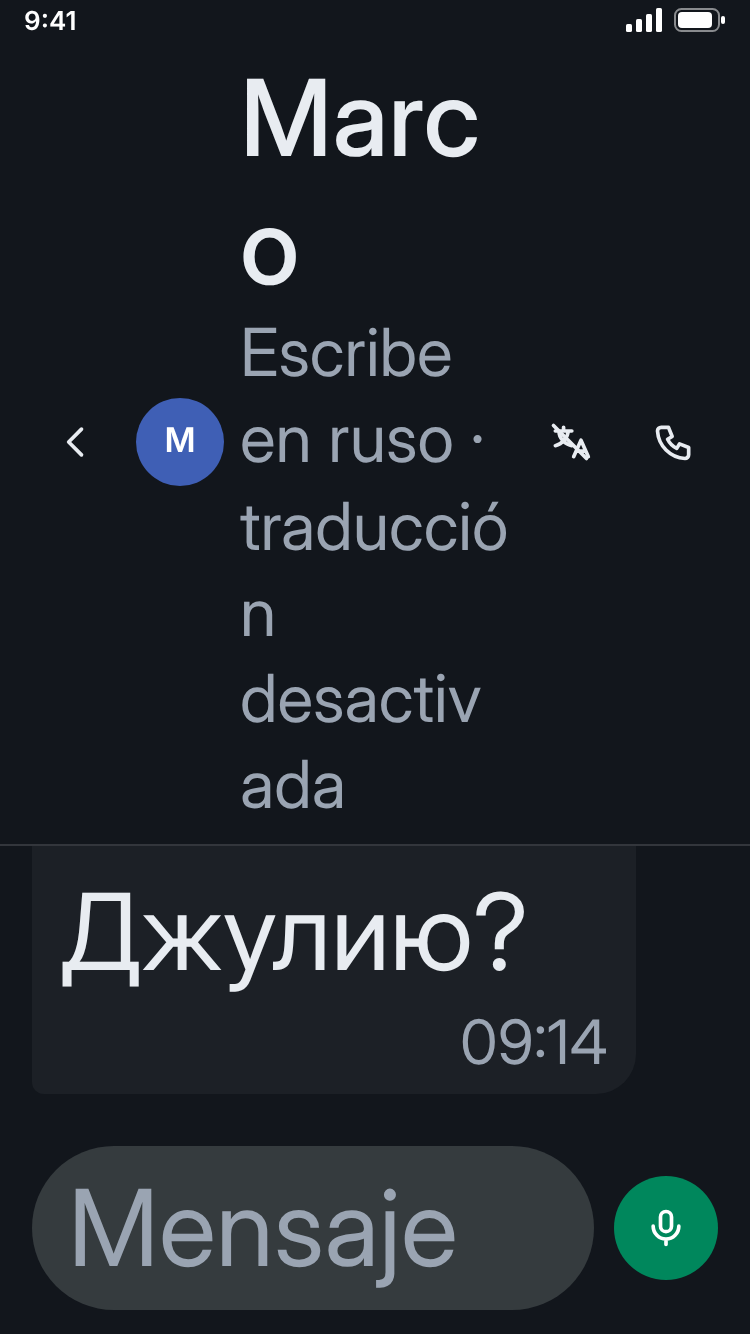 9:41
Marc
o
Escribe
en ruso ·
traducció
n
desactiv
ada
M
Джулию?
09:14
Mensaje